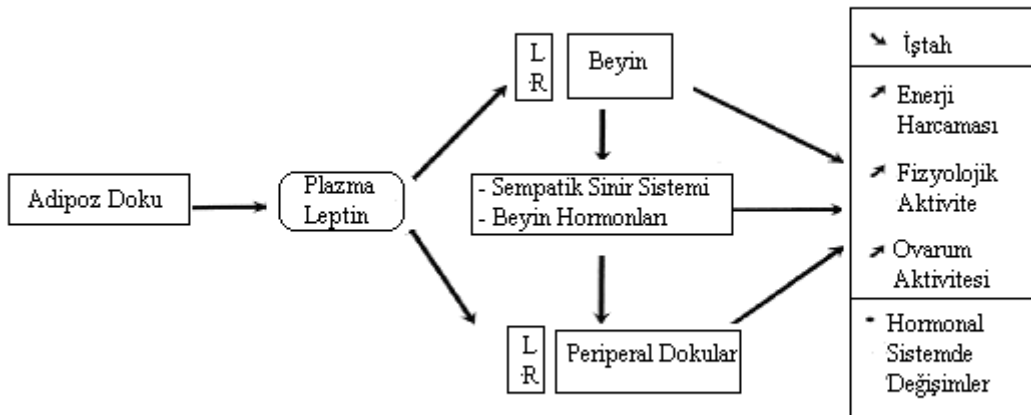 Adipoz Doku
Plazma
Leptin
L
R
Beyin
- Sempatik Sinir Sistemi
- Beyin Hormonları
L
R
Periperal Dokular
İştah
Enerji
Harcaması
Fizyolojik
Aktivite
Ovarum
Aktivitesi
• Hormonal
Sistemde
Değişimler